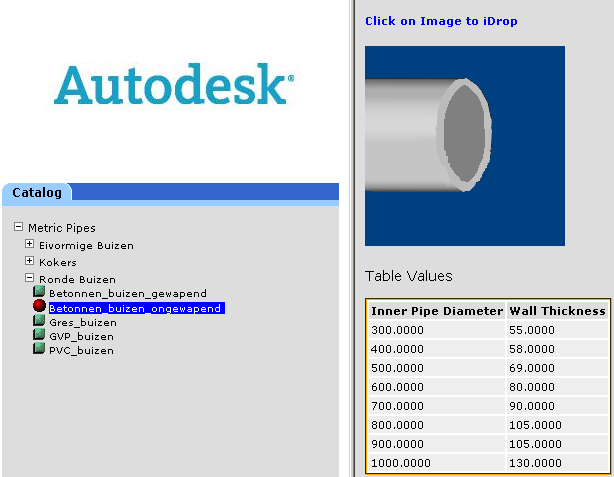 Autodesk®
Catalog
Metric Pipes
Eivormige Buizen
Kokers
Ronde Buizen
Betonnen_buizen_gewapend
Betonnen_buizen_ongewapend
Gres_buizen
GVP_buizen
PVC_buizen
Click on Image to iDrop
Table Values
Inner Pipe Diameter Wall Thickness
300.0000 55.0000
400.0000 58.0000
500.0000 69.0000
600.0000 80.0000
700.0000 90.0000
800.0000 105.0000
900.0000 105.0000
1000.0000 130.0000